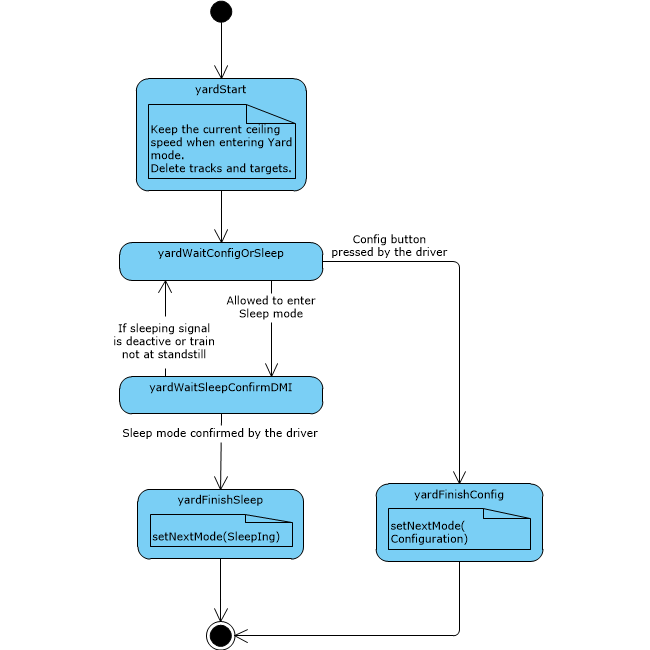 yardStart
Keep the current ceiling
speed when entering Yard
mode.
Delete tracks and targets.
yardWaitConfigOrSleep
Config button
pressed by the driver
Allowed to enter
Sleep mode
If sleeping signal
is deactive or train
not at standstill
yardWaitSleepConfirmDMI
Sleep mode confirmed by the driver
yardFinishSleep
setNextMode(SleepIng)
yardFinishConfig
setNextMode(
Configuration)